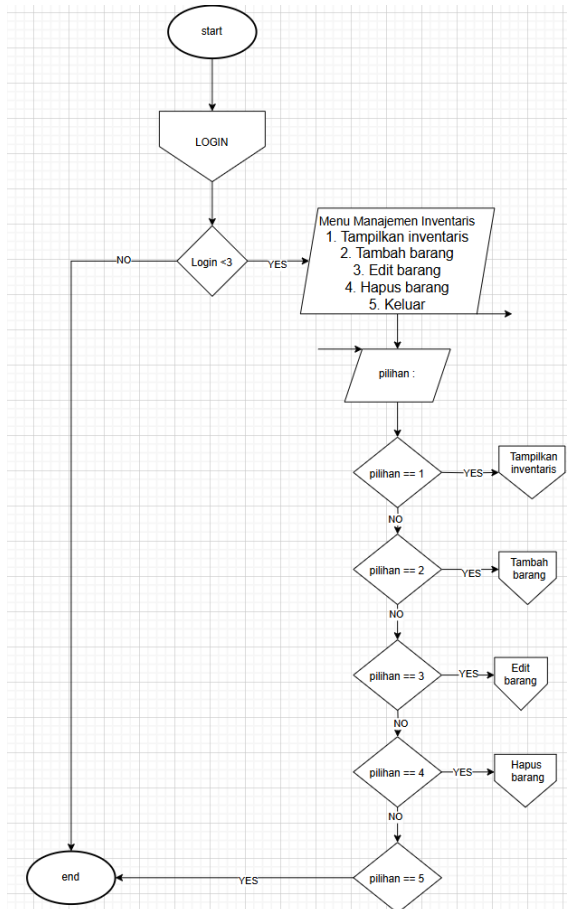 start
LOGIN
Login <3
NO
YES
Menu Manajemen Inventaris
1. Tampilkan inventaris
2. Tambah barang
3. Edit barang
4. Hapus barang
5. Keluar
pilihan :
pilihan == 1
YES
Tampilkan
inventaris
NO
pilihan == 2
YES
Tambah
barang
NO
pilihan == 3
YES
Edit
barang
NO
pilihan == 4
YES
Hapus
barang
NO
pilihan == 5
YES
end